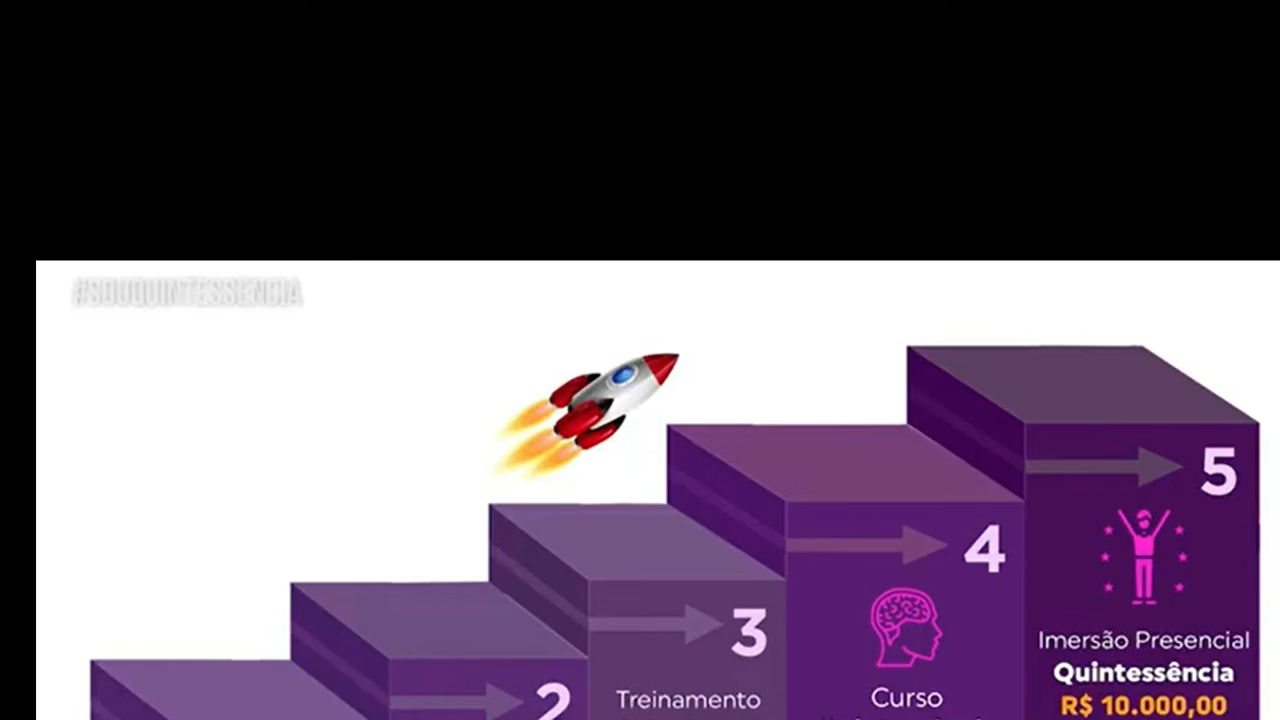 #SOUQUINTESSENCIA
5
4
3
Imersão Presencial
Quintessência
2
Treinamento
Curso
R$ 10.000,00